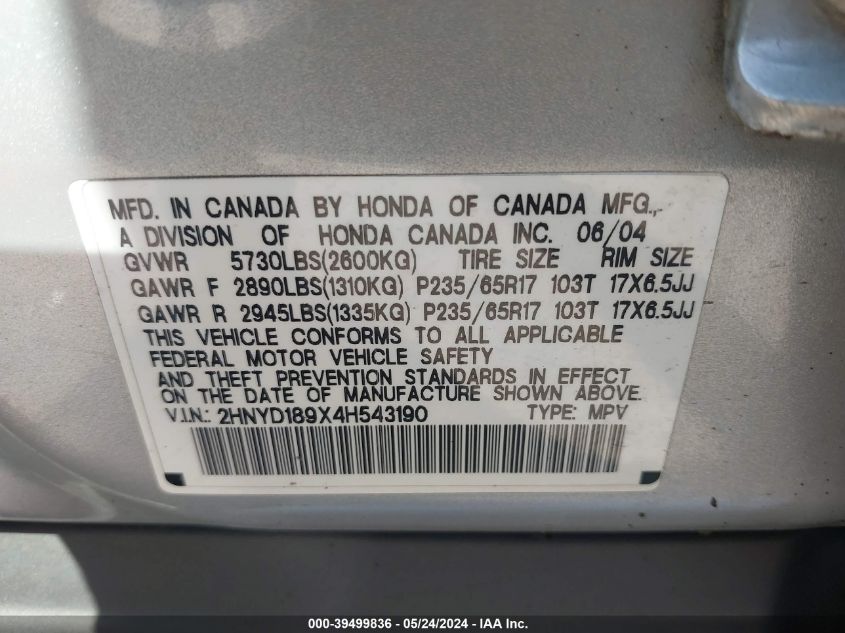 MFD. IN CANADA BY HONDA OF CANADA MFG.,
A DIVISION OF HONDA CANADA INC. 06/04
GVWR 5730LBS(2600KG) TIRE SIZE RIM SIZE
GAWR F 2890LBS(1310KG) P235/65R17 103T 17X6.5JJ
GAWR R 2945LBS(1335KG) P235/65R17 103T 17X6.5JJ
THIS VEHICLE CONFORMS TO ALL APPLICABLE
FEDERAL MOTOR VEHICLE SAFETY
AND THEFT PREVENTION STANDARDS IN EFFECT
ON THE DATE OF MANUFACTURE SHOWN ABOVE.
V.I.N.: 2HNYD189X4H543190 TYPE: MPV
000-39499836 - 05/24/2024 - IAA Inc.